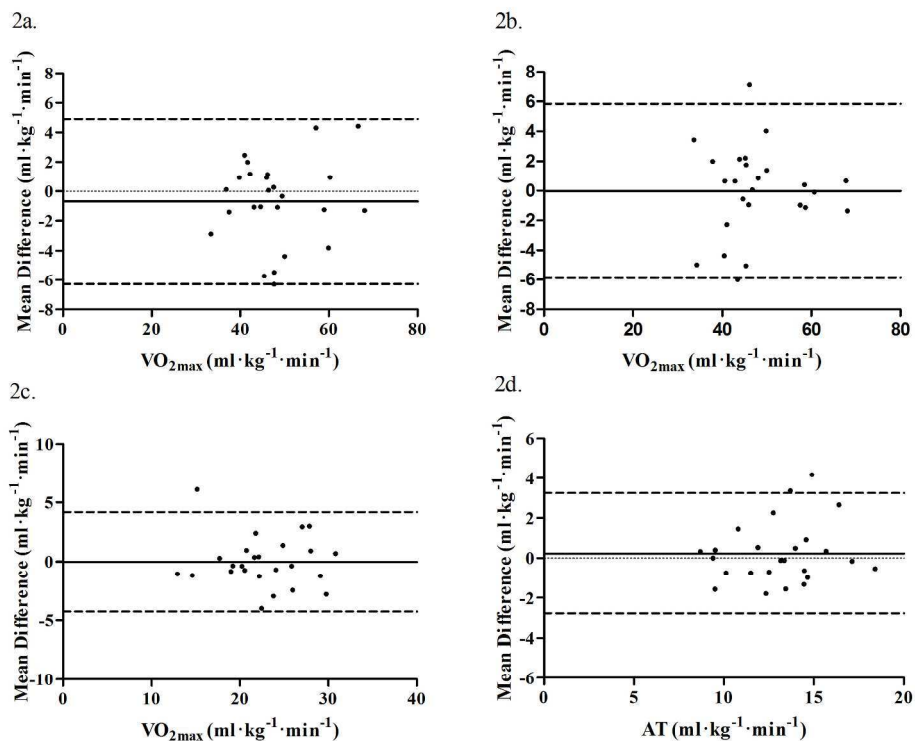 2a.
Mean Difference (ml·kg⁻¹·min⁻¹)
8
6
4
2
0
-2
-4
-6
-8
0 20 40 60 80
VO₂max (ml·kg⁻¹·min⁻¹)
2b.
Mean Difference (ml·kg⁻¹·min⁻¹)
8
6
4
2
0
-2
-4
-6
-8
0 20 40 60 80
VO₂max (ml·kg⁻¹·min⁻¹)
2c.
Mean Difference (ml·kg⁻¹·min⁻¹)
10
5
0
-5
-10
0 10 20 30 40
VO₂max (ml·kg⁻¹·min⁻¹)
2d.
Mean Difference (ml·kg⁻¹·min⁻¹)
6
4
2
0
-2
-4
-6
0 5 10 15 20
AT (ml·kg⁻¹·min⁻¹)